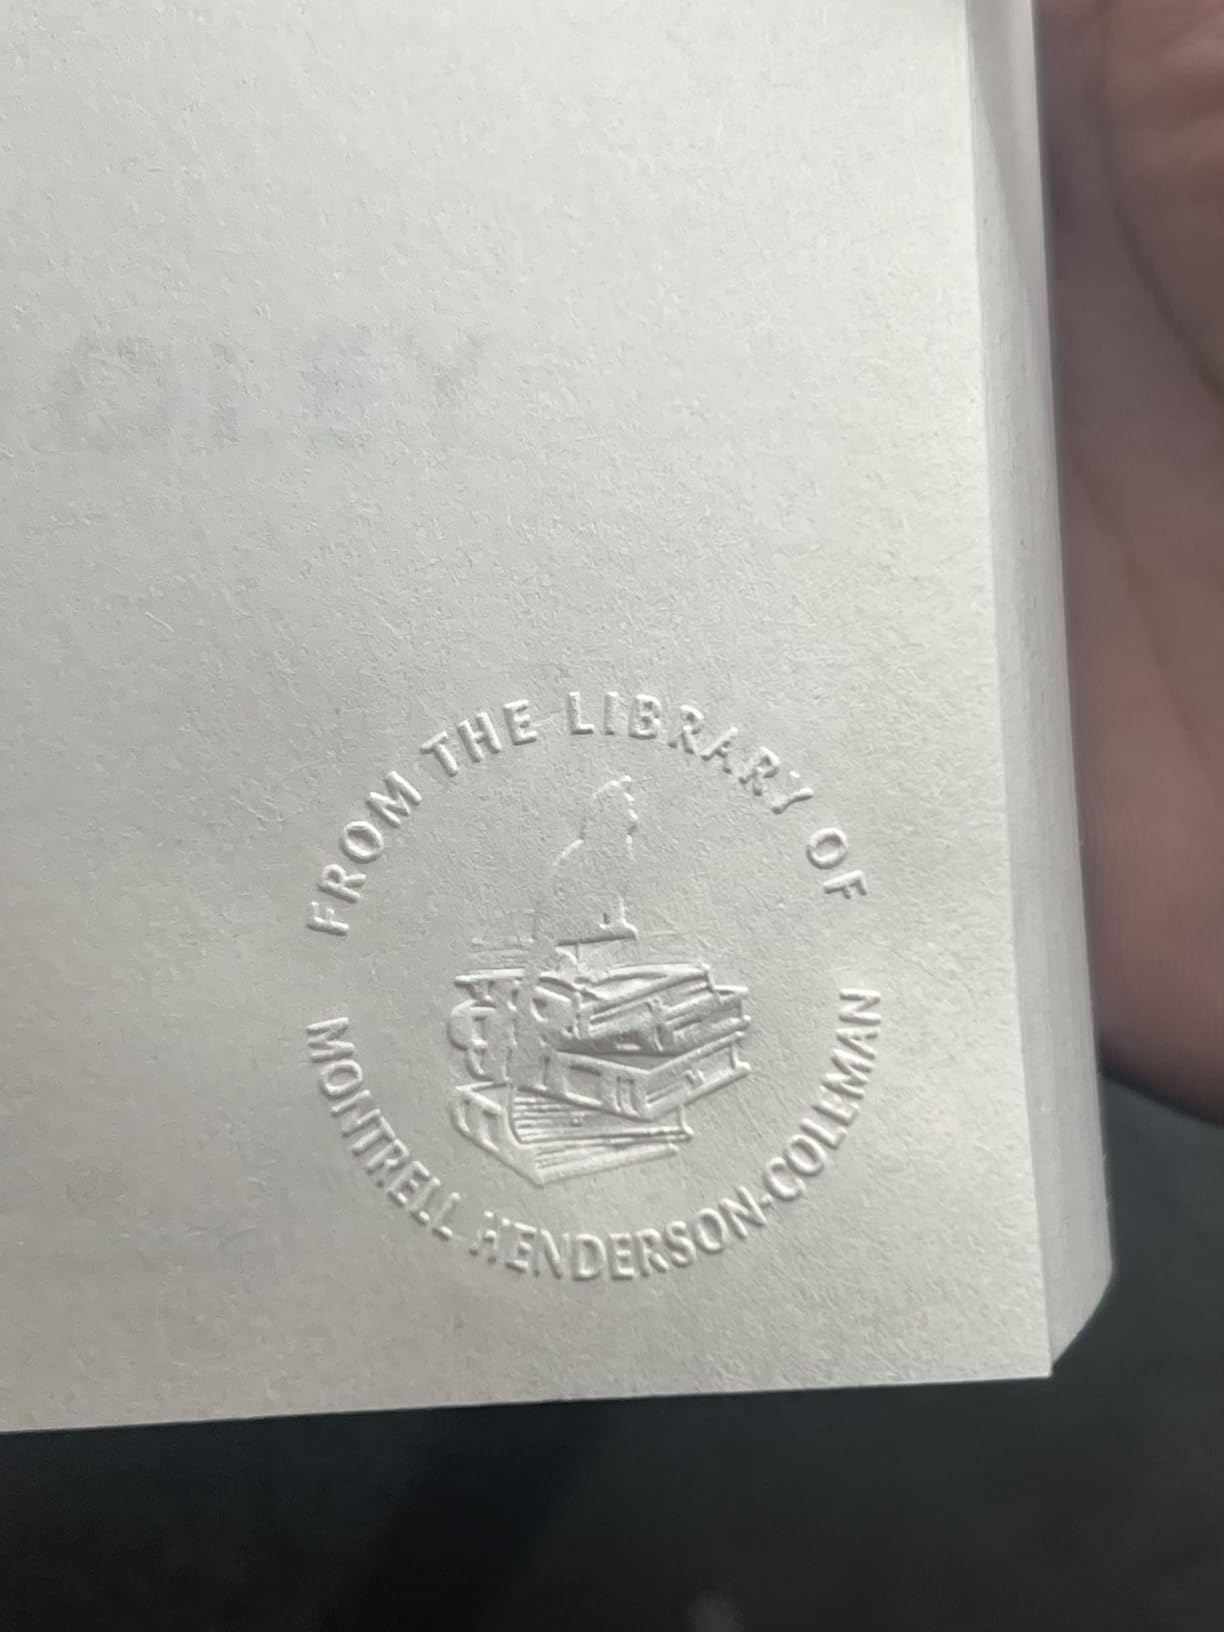 FROM THE LIBRARY OF
MONTRELL HENDERSON-COLEMAN